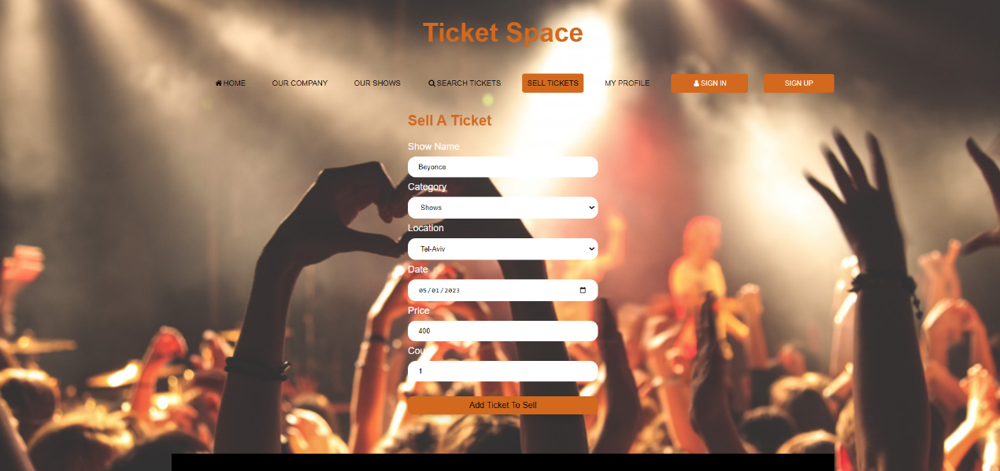 Ticket Space
HOME OUR COMPANY OUR SHOWS SEARCH TICKETS SELL TICKETS MY PROFILE SIGN IN SIGN UP
Sell A Ticket
Show Name
Beyonce
Category
Shows
Location
Tel-Aviv
Date
05/01/2023
Price
400
1
Add Ticket To Sell